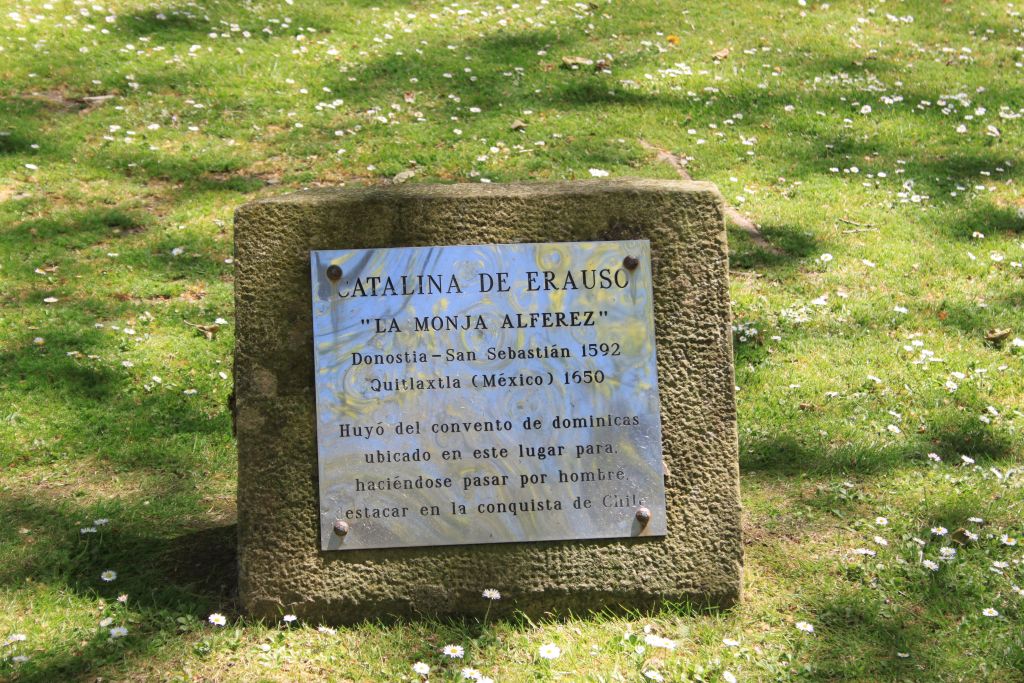 CATALINA DE ERAUSO
"LA MONJA ALFEREZ"
Donostia - San Sebastián 1592
Quitlaxtla (México) 1650
Huyó del convento de dominicas
ubicado en este lugar para,
haciéndose pasar por hombre,
destacar en la conquista de Chile